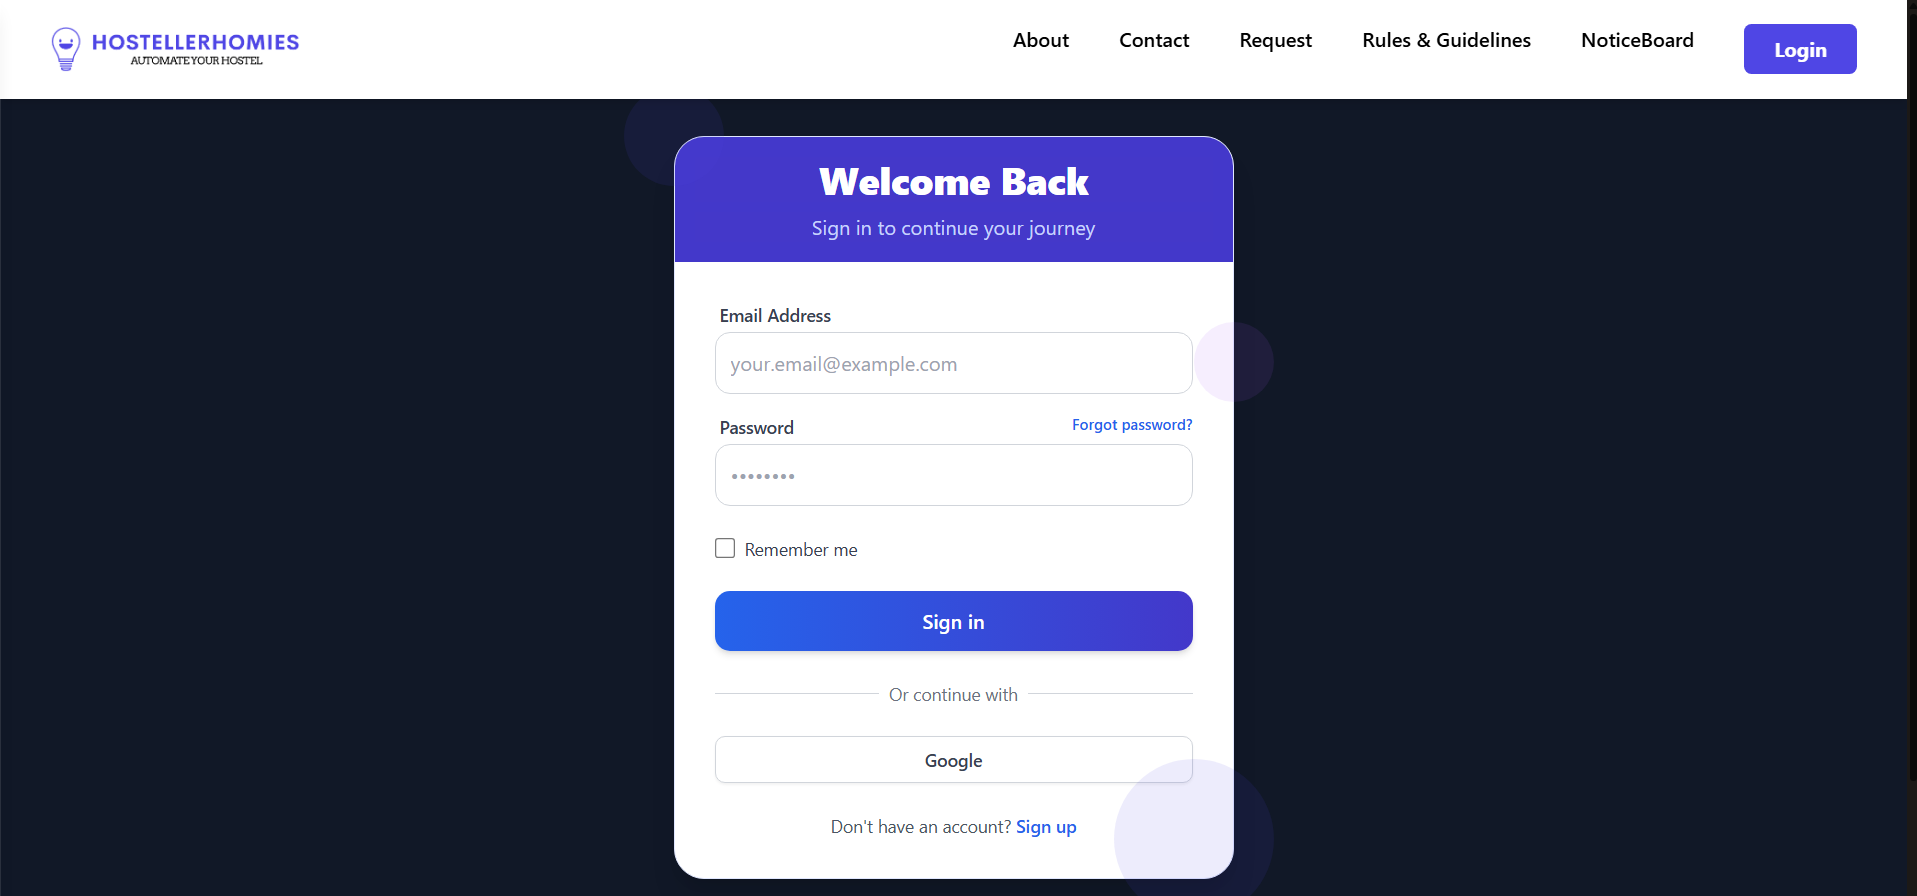 HOSTELLERHOMIES
AUTOMATE YOUR HOSTEL
About Contact Request Rules & Guidelines NoticeBoard Login
Welcome Back
Sign in to continue your journey
Email Address
your.email@example.com
Password Forgot password?
••••••••
Remember me
Sign in
Or continue with
Google
Don't have an account? Sign up